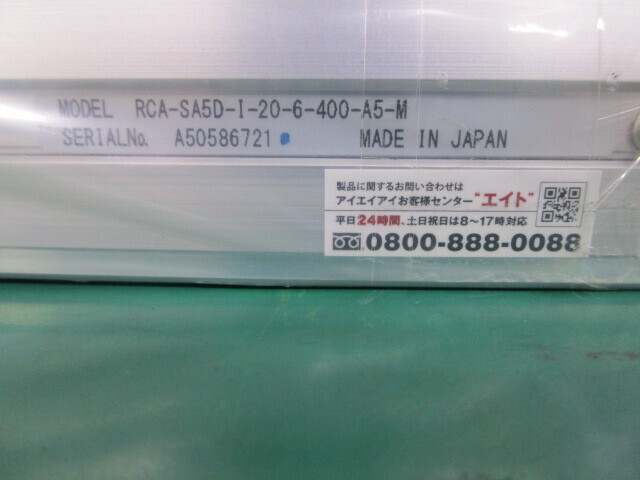 MODEL RCA-SA5D-I-20-6-400-A5-M
SERIALNo. A50586721
MADE IN JAPAN
製品に関するお問い合わせは
アイエイアイお客様センター"エイト"
平日24時間、土日祝日は8～17時対応
0800-888-0088